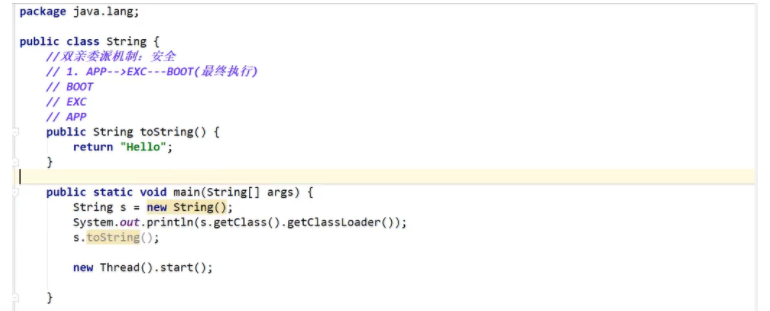 package java.lang;
public class String {
//双亲委派机制：安全
// 1. APP-->EXC---BOOT(最终执行)
// BOOT
// EXC
// APP
public String toString() {
return "Hello";
}
public static void main(String[] args) {
String s = new String();
System.out.println(s.getClass().getClassLoader());
s.toString();
new Thread().start();
}